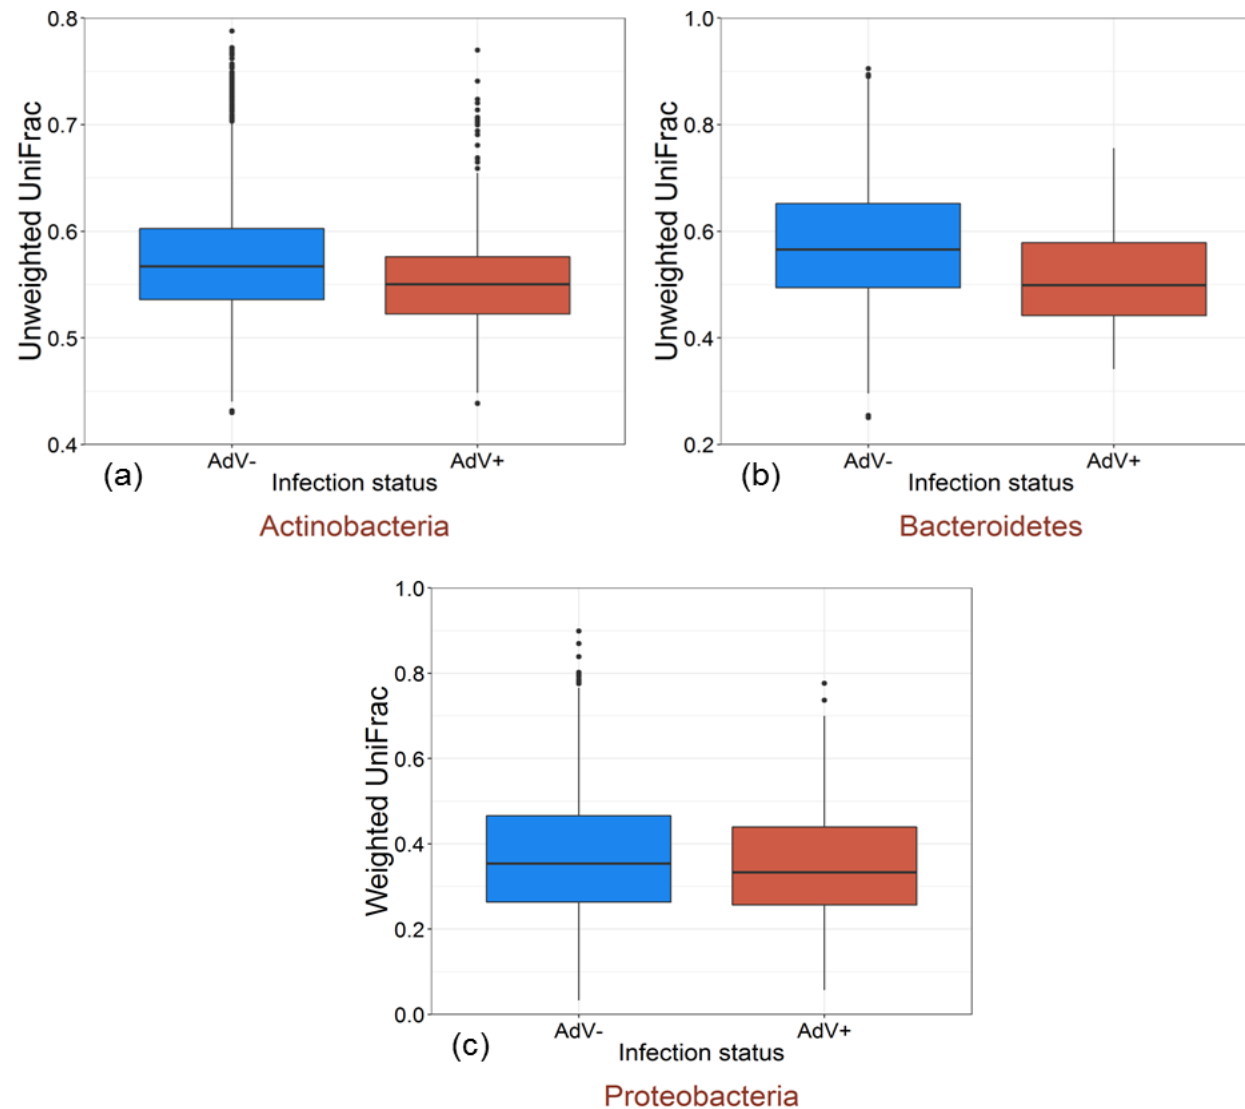 Unweighted UniFrac
0.8
0.7
0.6
0.5
0.4
AdV-
AdV+
(a)
Infection status
Actinobacteria
Unweighted UniFrac
1.0
0.8
0.6
0.4
0.2
AdV-
AdV+
(b)
Infection status
Bacteroidetes
Weighted UniFrac
1.0
0.8
0.6
0.4
0.2
0.0
AdV-
AdV+
(c)
Infection status
Proteobacteria